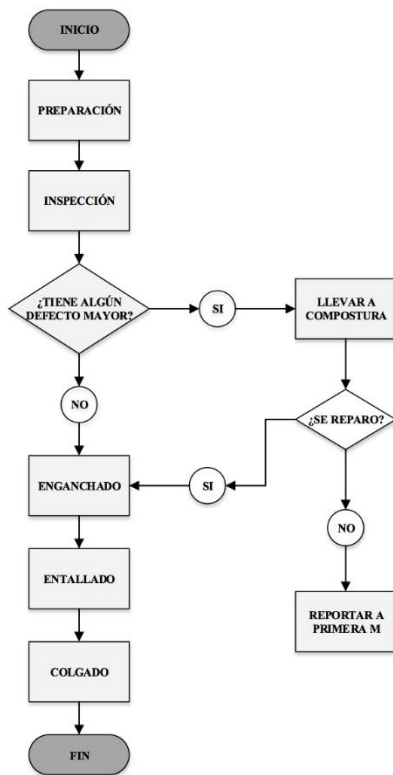 INICIO
PREPARACIÓN
INSPECCIÓN
¿TIENE ALGÚN
DEFECTO MAYOR?
SI
LLEVAR A
COMPOSTURA
NO
¿SE REPARO?
ENGANCHADO
SI
NO
ENTALLADO
REPORTAR A
PRIMERA M
COLGADO
FIN